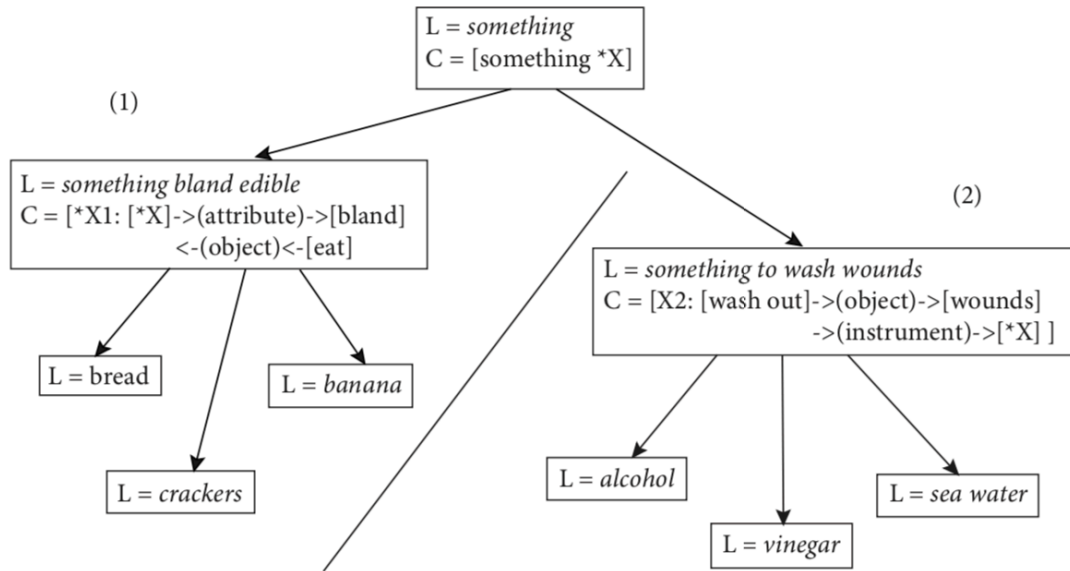 L = something
C = [something *X]
(1)
L = something bland edible
C = [*X1: [*X]->(attribute)->[bland]
<-(object)<-[eat]
(2)
L = something to wash wounds
C = [X2: [wash out]->(object)->[wounds]
->(instrument)->[*X] ]
L = bread
L = banana
L = crackers
L = alcohol
L = sea water
L = vinegar